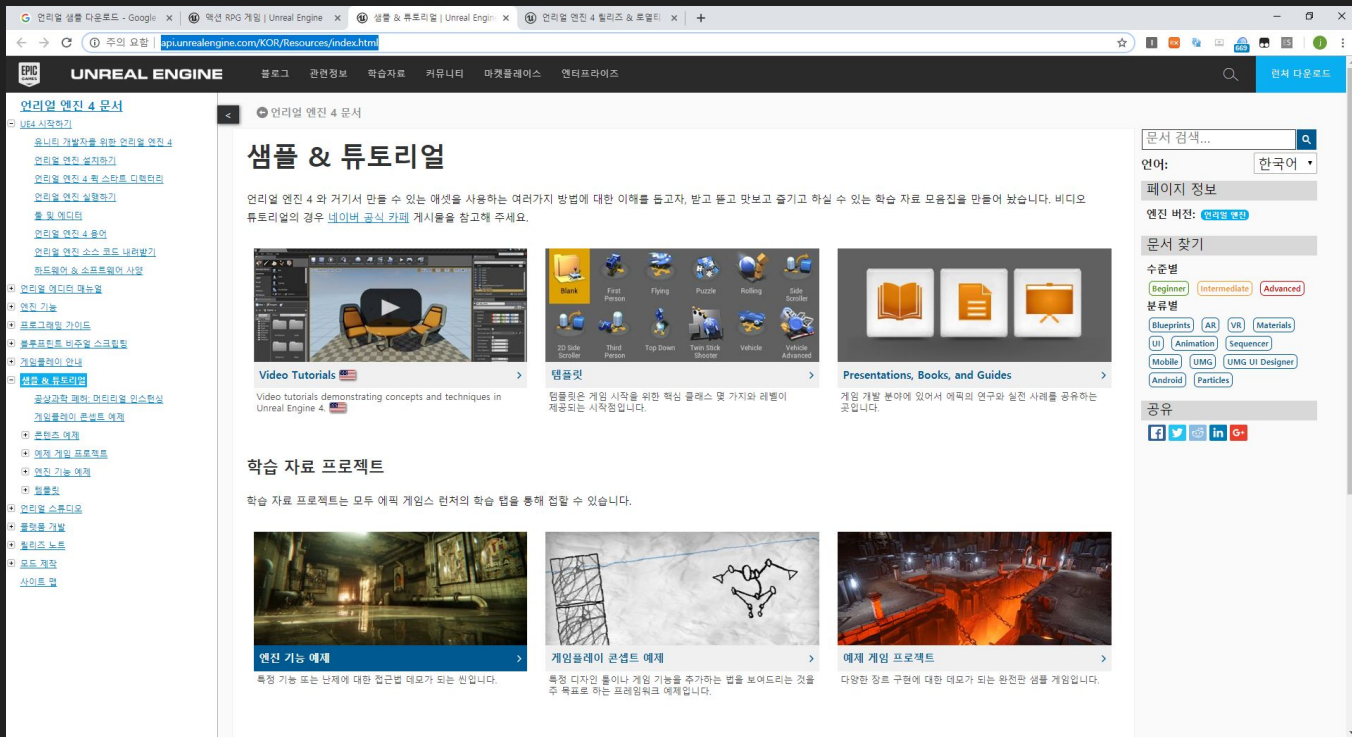 언리얼 샘플 다운로드 - Google
액션 RPG 게임 | Unreal Engine
샘플 & 튜토리얼 | Unreal Engin
언리얼 엔진 4 릴리즈 & 로열티
주의 요함 | api.unrealengine.com/KOR/Resources/index.html
669
EPIC GAMES
UNREAL ENGINE
블로그 관련정보 학습자료 커뮤니티 마켓플레이스 엔터프라이즈
런처 다운로드
언리얼 엔진 4 문서
UE4 시작하기
유니티 개발자를 위한 언리얼 엔진 4
언리얼 엔진 설치하기
언리얼 엔진 4 퀵 스타트 디렉터리
언리얼 엔진 실행하기
툴 및 에디터
언리얼 엔진 4 용어
언리얼 엔진 소스 코드 내려받기
하드웨어 & 소프트웨어 사양
언리얼 에디터 매뉴얼
엔진 기능
프로그래밍 가이드
블루프린트 비주얼 스크립팅
게임플레이 안내
샘플 & 튜토리얼
공상과학 폐허: 머티리얼 인스턴싱
게임플레이 콘셉트 예제
콘텐츠 예제
예제 게임 프로젝트
엔진 기능 예제
템플릿
언리얼 스튜디오
플랫폼 개발
릴리즈 노트
모드 제작
사이트 맵
<
언리얼 엔진 4 문서
샘플 & 튜토리얼
언리얼 엔진 4 와 거기서 만들 수 있는 애셋을 사용하는 여러가지 방법에 대한 이해를 돕고자, 받고 뜯고 맛보고 즐기고 하실 수 있는 학습 자료 모음집을 만들어 놨습니다. 비디오
튜토리얼의 경우 네이버 공식 카페 게시물을 참고해 주세요.
Blank
First Person
Flying
Puzzle
Rolling
Side Scroller
2D Side Scroller
Third Person
Top Down
Twin Stick Shooter
Vehicle
Vehicle Advanced
Video Tutorials
Video tutorials demonstrating concepts and techniques in
Unreal Engine 4.
템플릿
템플릿은 게임 시작을 위한 핵심 클래스 몇 가지와 레벨이
제공되는 시작점입니다.
Presentations, Books, and Guides
게임 개발 분야에 있어서 에픽의 연구와 실전 사례를 공유하는
곳입니다.
학습 자료 프로젝트
학습 자료 프로젝트는 모두 에픽 게임스 런처의 학습 탭을 통해 접할 수 있습니다.
엔진 기능 예제
특정 기능 또는 난제에 대한 접근법 데모가 되는 씬입니다.
게임플레이 콘셉트 예제
특정 디자인 툴이나 게임 기능을 추가하는 법을 보여드리는 것을
주 목표로 하는 프레임워크 예제입니다.
예제 게임 프로젝트
다양한 장르 구현에 대한 데모가 되는 완전판 샘플 게임입니다.
문서 검색...
언어: 한국어
페이지 정보
엔진 버전: 언리얼 엔진
문서 찾기
수준별
Beginner Intermediate Advanced
분류별
Blueprints AR VR Materials
UI Animation Sequencer
Mobile UMG UMG UI Designer
Android Particles
공유